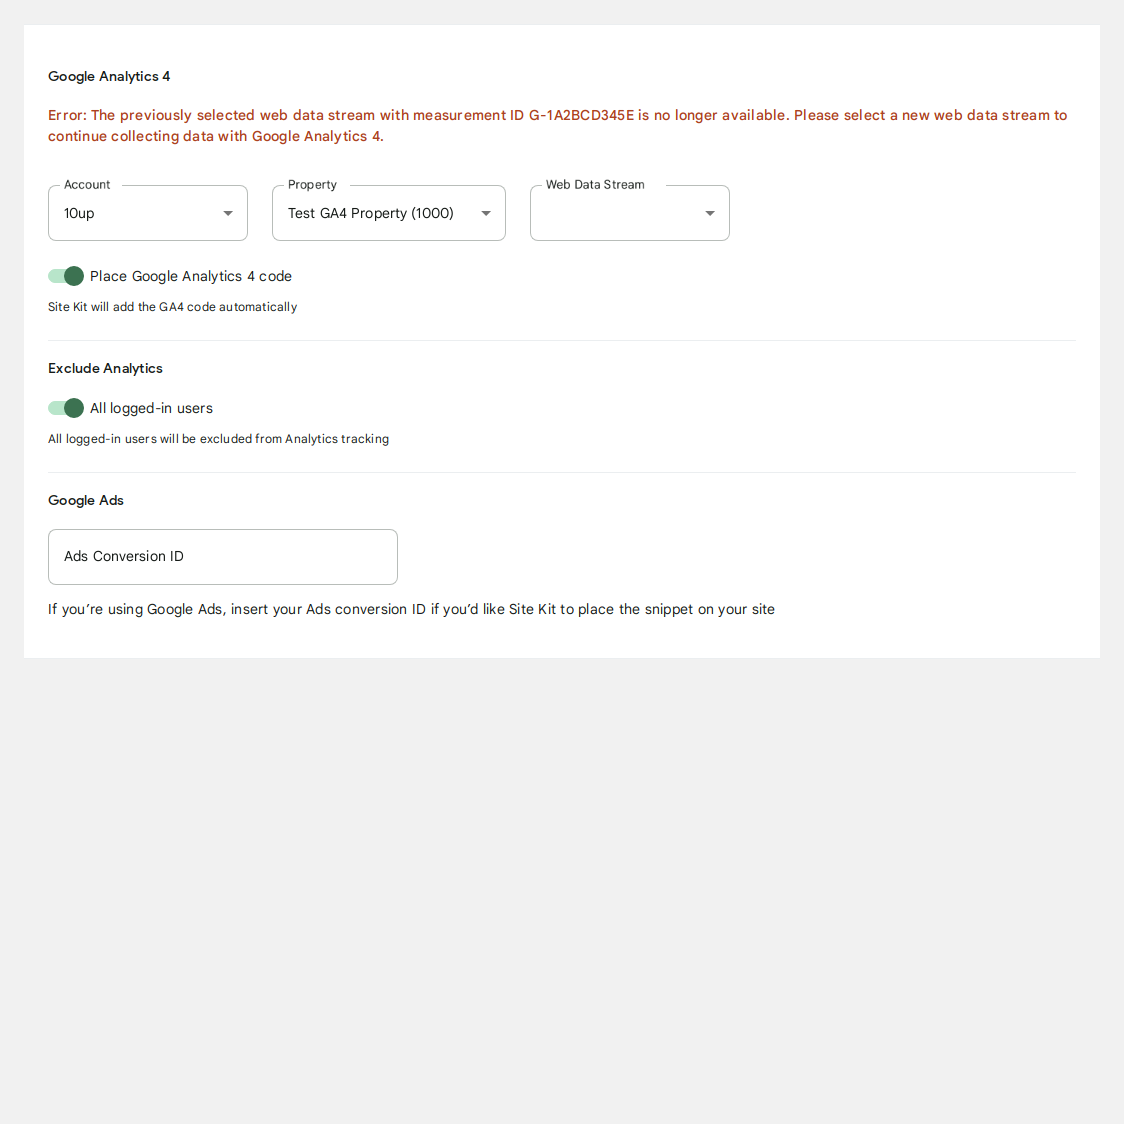 Google Analytics 4
Error: The previously selected web data stream with measurement ID G-1A2BCD345E is no longer available. Please select a new web data stream to
continue collecting data with Google Analytics 4.
Account
10up
Property
Test GA4 Property (1000)
Web Data Stream
Place Google Analytics 4 code
Site Kit will add the GA4 code automatically
Exclude Analytics
All logged-in users
All logged-in users will be excluded from Analytics tracking
Google Ads
Ads Conversion ID
If you’re using Google Ads, insert your Ads conversion ID if you’d like Site Kit to place the snippet on your site